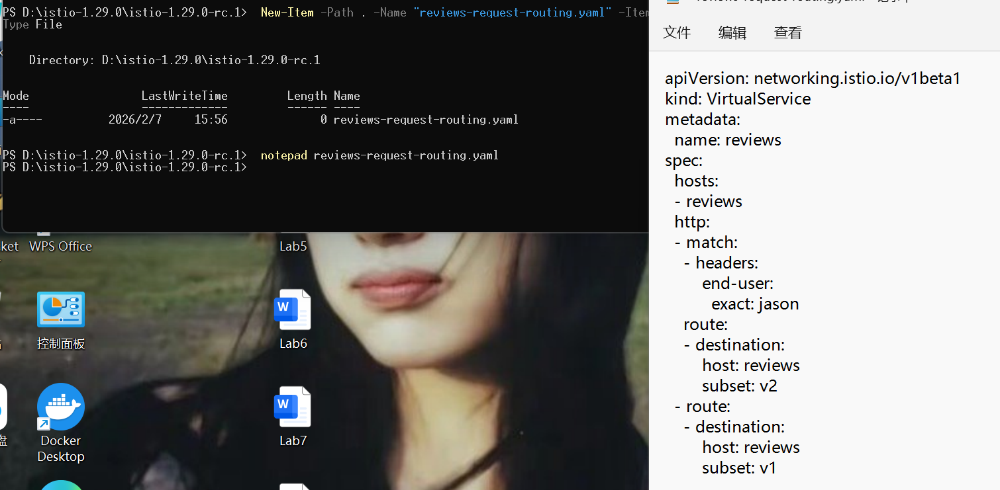 PS D:\istio-1.29.0\istio-1.29.0-rc.1>  New-Item -Path . -Name "reviews-request-routing.yaml" -Item
Type File
    Directory: D:\istio-1.29.0\istio-1.29.0-rc.1
Mode                 LastWriteTime         Length Name
----                 -------------         ------ ----
-a----          2026/2/7     15:56              0 reviews-request-routing.yaml
PS D:\istio-1.29.0\istio-1.29.0-rc.1>  notepad reviews-request-routing.yaml
PS D:\istio-1.29.0\istio-1.29.0-rc.1>
文件 编辑 查看
apiVersion: networking.istio.io/v1beta1
kind: VirtualService
metadata:
  name: reviews
spec:
  hosts:
  - reviews
  http:
  - match:
    - headers:
        end-user:
          exact: jason
    route:
    - destination:
        host: reviews
        subset: v2
  - route:
    - destination:
        host: reviews
        subset: v1
ket
WPS Office
Lab5
控制面板
W
Lab6
Docker
Desktop
W
Lab7
盘